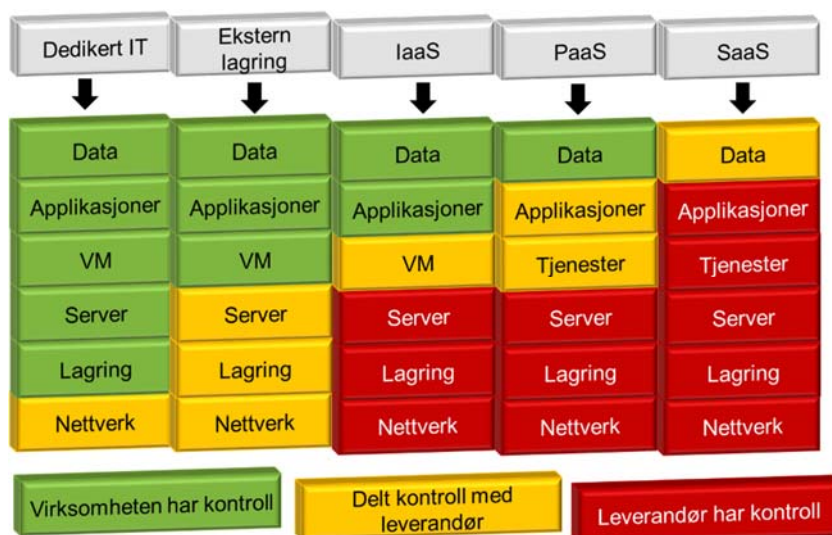 Dedikert IT
Ekstern
lagring
IaaS
PaaS
SaaS
Data
Data
Data
Data
Data
Applikasjoner
Applikasjoner
Applikasjoner
Applikasjoner
Applikasjoner
VM
VM
VM
Tjenester
Tjenester
Server
Server
Server
Server
Server
Lagring
Lagring
Lagring
Lagring
Lagring
Nettverk
Nettverk
Nettverk
Nettverk
Nettverk
Virksomheten har kontroll
Delt kontroll med
leverandør
Leverandør har kontroll